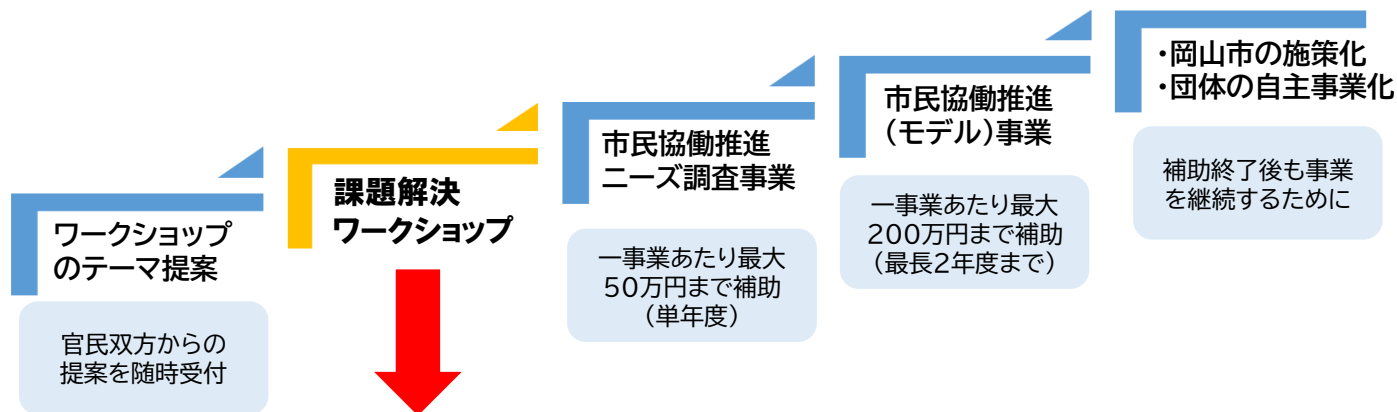 ワークショップ
のテーマ提案
官民双方からの
提案を随時受付
課題解決
ワークショップ
市民協働推進
ニーズ調査事業
一事業あたり最大
50万円まで補助
(単年度)
市民協働推進
(モデル)事業
一事業あたり最大
200万円まで補助
(最長2年度まで)
・岡山市の施策化
・団体の自主事業化
補助終了後も事業
を継続するために